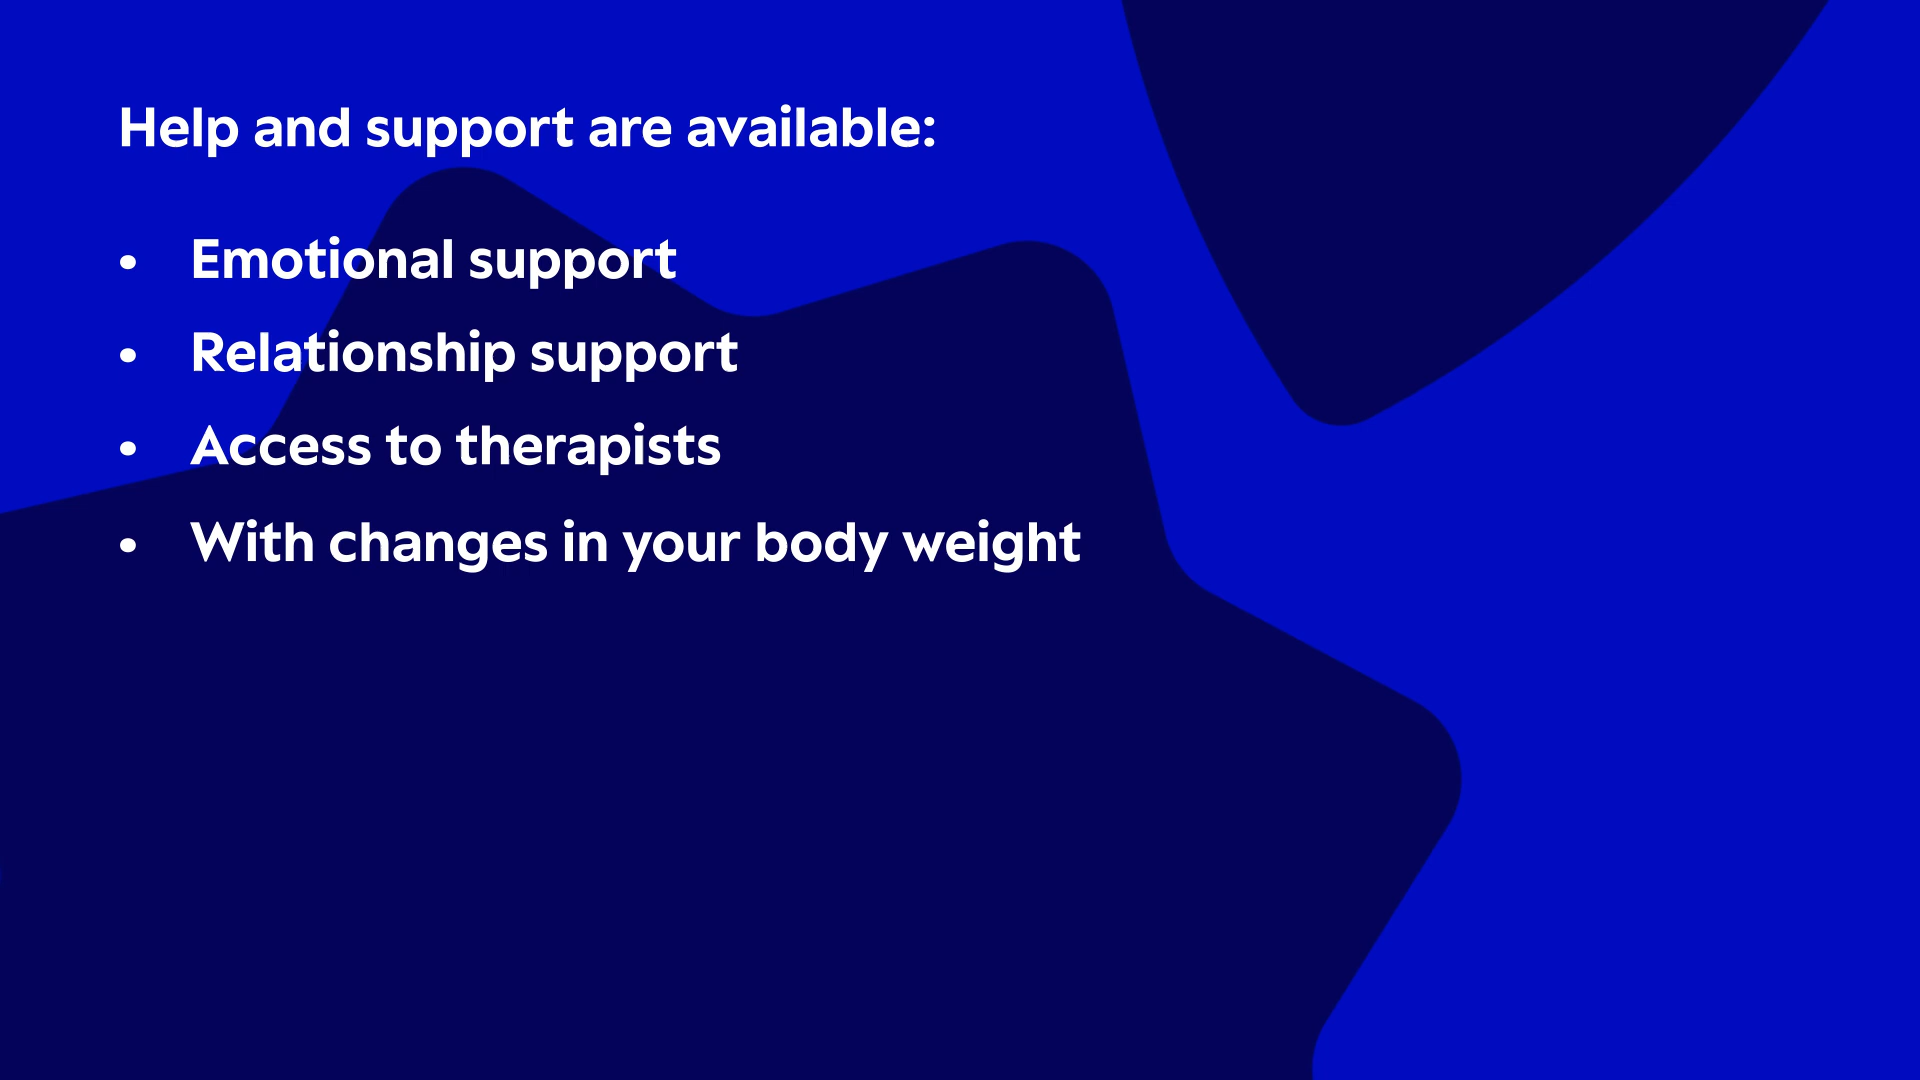 Help and support are available:
• Emotional support
• Relationship support
• Access to therapists
• With changes in your body weight